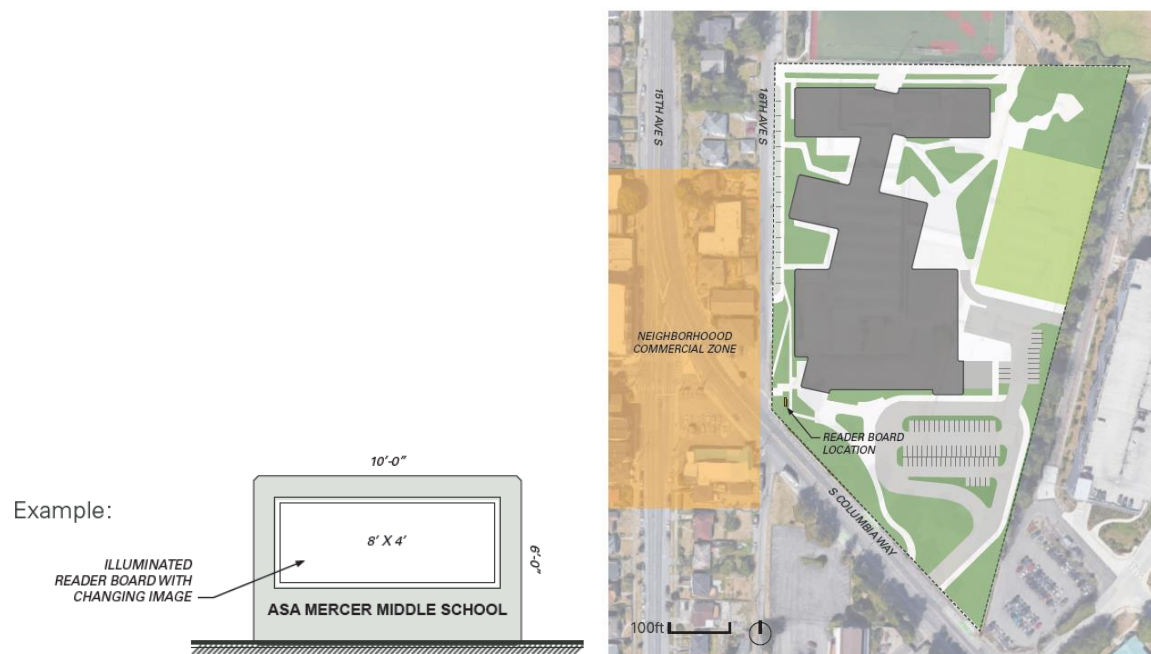 Example:
10'-0"
8' X 4'
6'-0"
ILLUMINATED
READER BOARD WITH
CHANGING IMAGE
ASA MERCER MIDDLE SCHOOL
15TH AVE S
16TH AVE S
NEIGHBORHOOOD
COMMERCIAL ZONE
READER BOARD
LOCATION
S COLUMBIA WAY
100ft